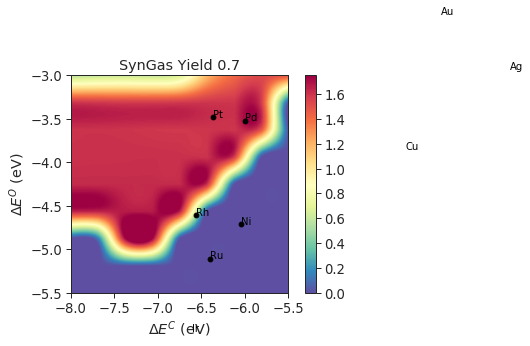 Au
SynGas Yield 0.7
Ag
−3.0
−3.5
−4.0
−4.5
−5.0
−5.5
ΔE^O (eV)
Pt
Pd
Cu
Rh
Ni
Ru
−8.0 −7.5 −7.0 −6.5 −6.0 −5.5
ΔE^C (eV)
Ir
1.6
1.4
1.2
1.0
0.8
0.6
0.4
0.2
0.0